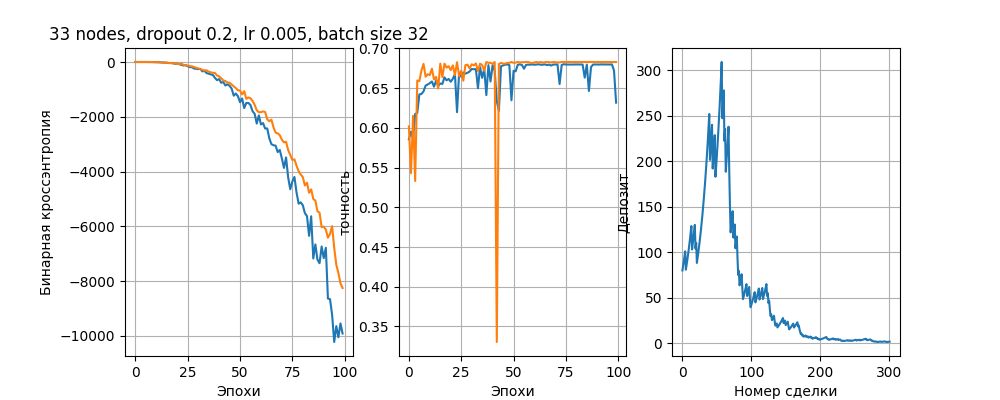 33 nodes, dropout 0.2, lr 0.005, batch size 32
Бинарная кроссэнтропия
0
−2000
−4000
−6000
−8000
−10000
0 25 50 75 100
Эпохи
точность
0.70
0.65
0.60
0.55
0.50
0.45
0.40
0.35
0 25 50 75 100
Эпохи
Депозит
300
250
200
150
100
50
0
0 100 200 300
Номер сделки